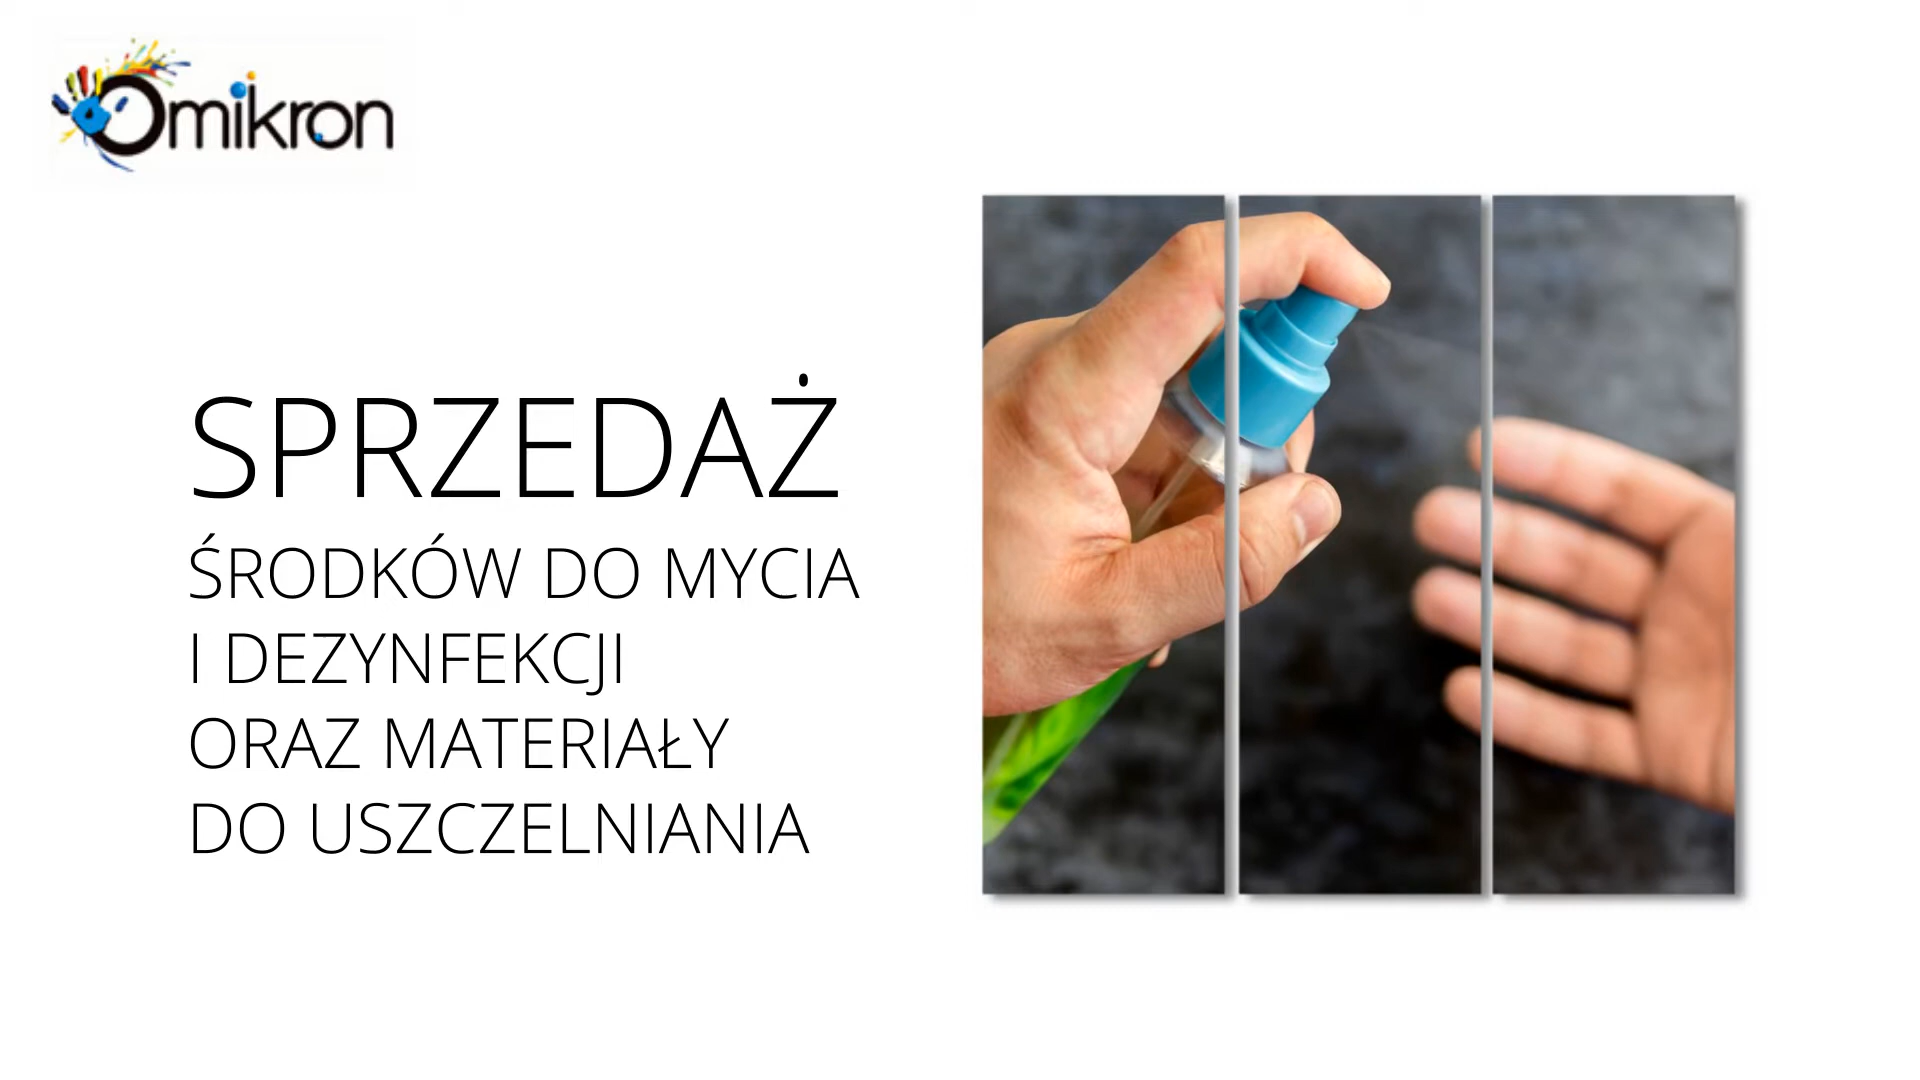 Omikron
SPRZEDAŻ
ŚRODKÓW DO MYCIA
I DEZYNFEKCJI
ORAZ MATERIAŁY
DO USZCZELNIANIA